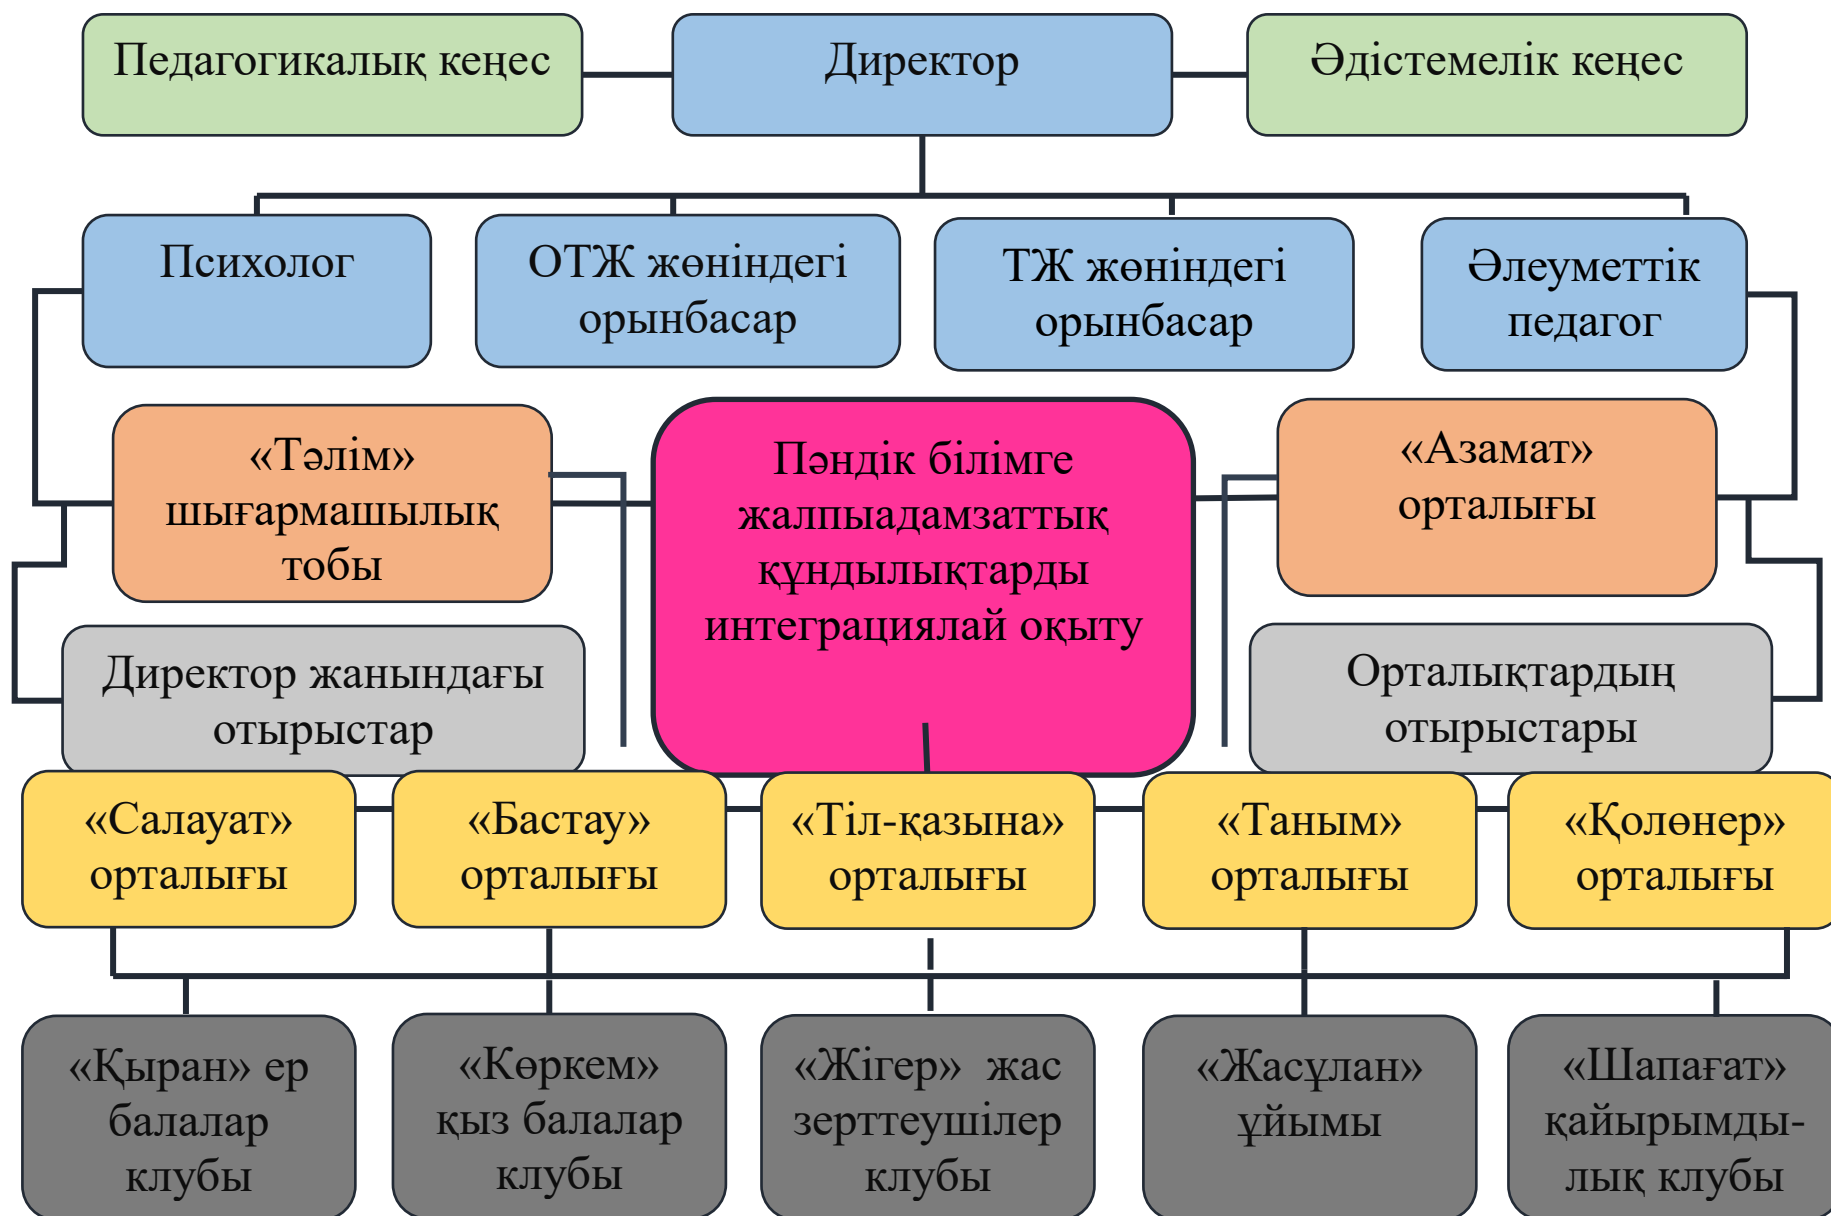 Педагогикалық кеңес
Директор
Әдістемелік кеңес
Психолог
ОТЖ жөніндегі
орынбасар
ТЖ жөніндегі
орынбасар
Әлеуметтік
педагог
«Тәлім»
шығармашылық
тобы
Пәндік білімге
жалпыадамзаттық
құндылықтарды
интеграциялай оқыту
«Азамат»
орталығы
Директор жанындағы
отырыстар
Орталықтардың
отырыстары
«Салауат»
орталығы
«Бастау»
орталығы
«Тіл-қазына»
орталығы
«Таным»
орталығы
«Қолөнер»
орталығы
«Қыран» ер
балалар
клубы
«Көркем»
қыз балалар
клубы
«Жігер»  жас
зерттеушілер
клубы
«Жасұлан»
ұйымы
«Шапағат»
қайырымды-
лық клубы